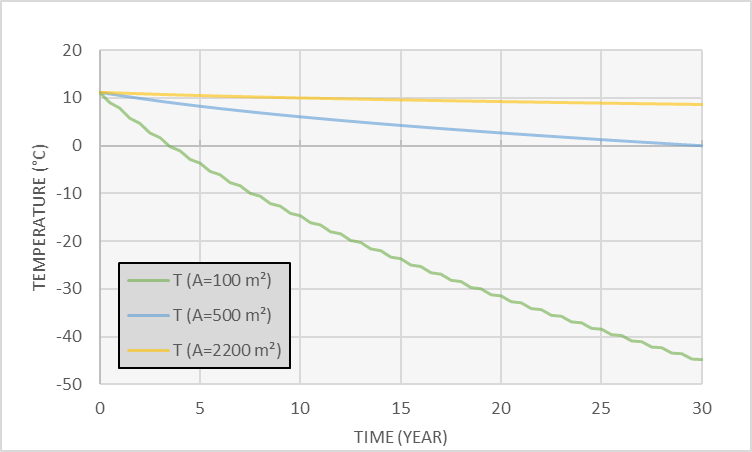 20
10
0
-10
-20
-30
-40
-50
TEMPERATURE (°C)
T (A=100 m²)
T (A=500 m²)
T (A=2200 m²)
0 5 10 15 20 25 30
TIME (YEAR)